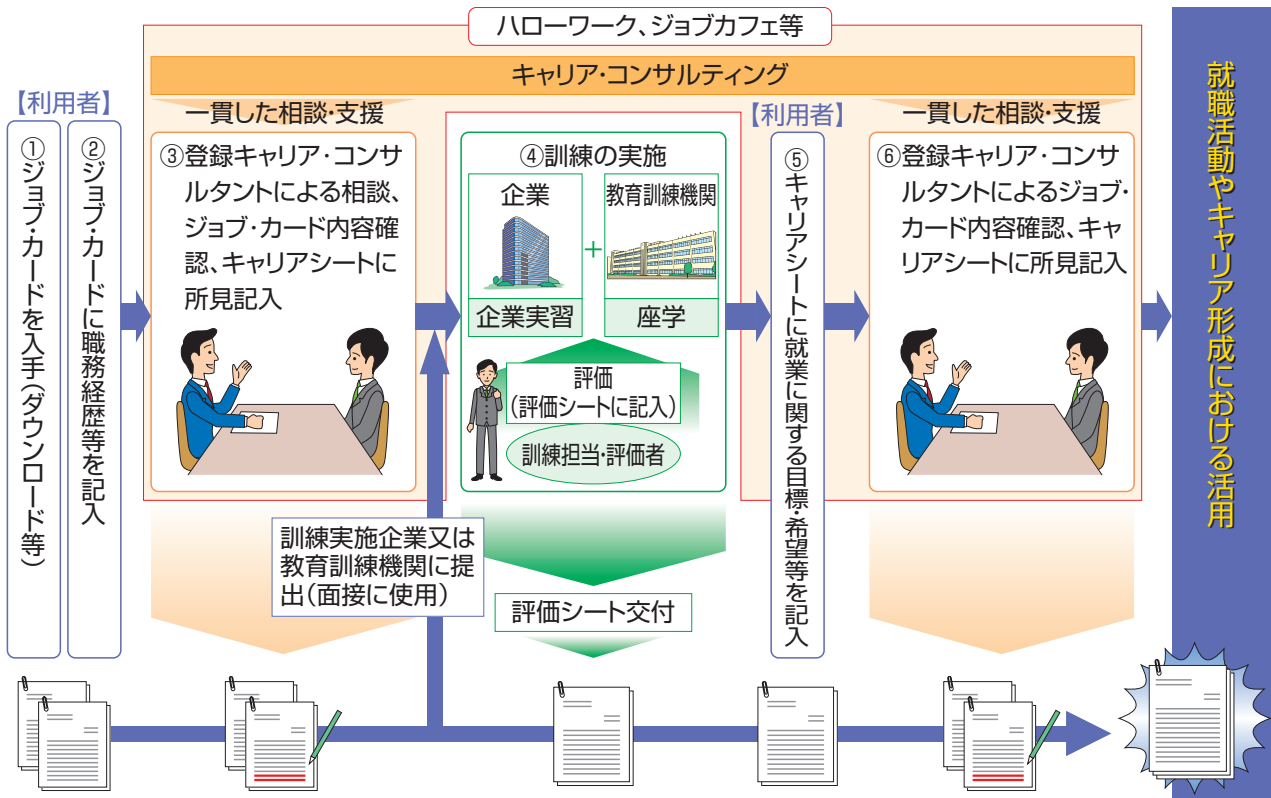 ハローワーク、ジョブカフェ等
キャリア・コンサルティング
【利用者】
①ジョブ・カードを入手(ダウンロード等)
②ジョブ・カードに職務経歴等を記入
一貫した相談・支援
③登録キャリア・コンサ
ルタントによる相談、
ジョブ・カード内容確
認、キャリアシートに
所見記入
訓練実施企業又は
教育訓練機関に提
出(面接に使用)
④訓練の実施
企業
+
教育訓練機関
企業実習
座学
評価
(評価シートに記入)
訓練担当・評価者
評価シート交付
【利用者】
⑤キャリアシートに就業に関する目標・希望等を記入
一貫した相談・支援
⑥登録キャリア・コンサ
ルタントによるジョブ・
カード内容確認、キャ
リアシートに所見記入
就職活動やキャリア形成における活用